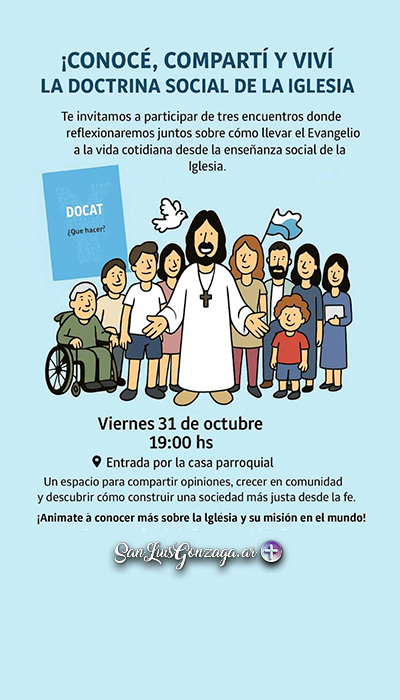 ¡CONOCÉ, COMPARTÍ Y VIVÍ
LA DOCTRINA SOCIAL DE LA IGLESIA
Te invitamos a participar de tres encuentros donde
reflexionaremos juntos sobre cómo llevar el Evangelio
a la vida cotidiana desde la enseñanza social de la
Iglesia.
DOCAT
¿Que hacer?
Viernes 31 de octubre
19:00 hs
Entrada por la casa parroquial
Un espacio para compartir opiniones, crecer en comunidad
y descubrir cómo construir una sociedad más justa desde la fe.
¡Animate a conocer más sobre la Iglesia y su misión en el mundo!
SanLuisGonzaga.ar